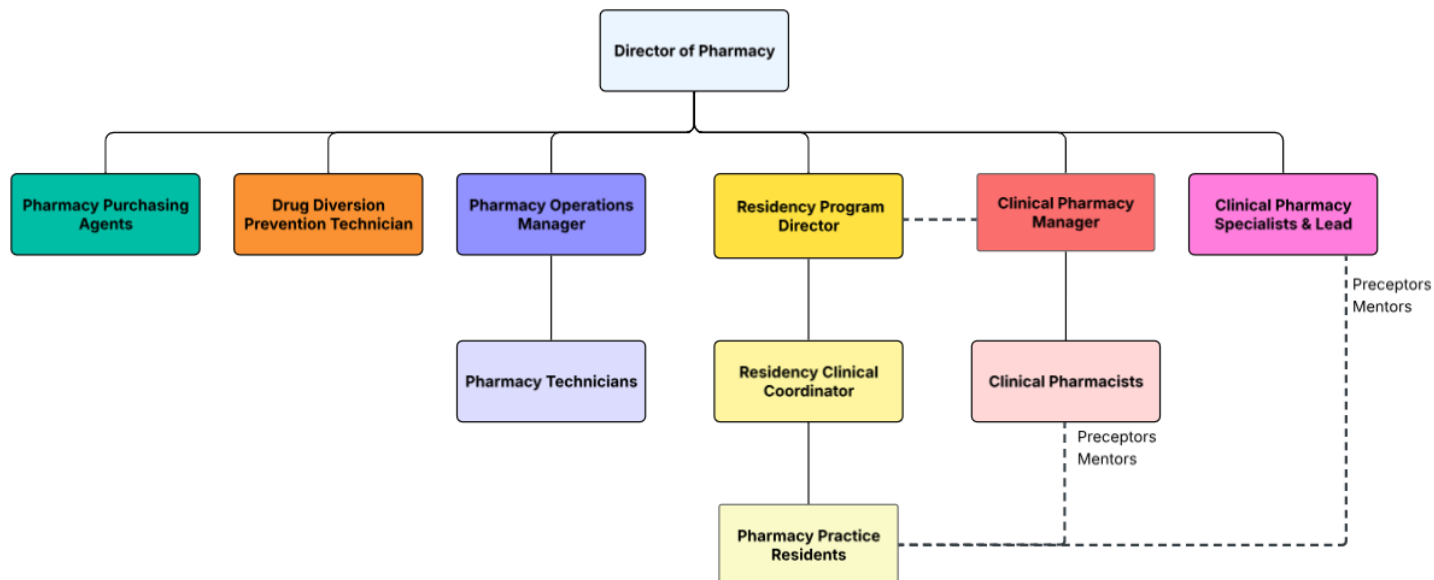 Director of Pharmacy
Pharmacy Purchasing
Agents
Drug Diversion
Prevention Technician
Pharmacy Operations
Manager
Residency Program
Director
Clinical Pharmacy
Manager
Clinical Pharmacy
Specialists & Lead
Preceptors
Mentors
Pharmacy Technicians
Residency Clinical
Coordinator
Clinical Pharmacists
Preceptors
Mentors
Pharmacy Practice
Residents